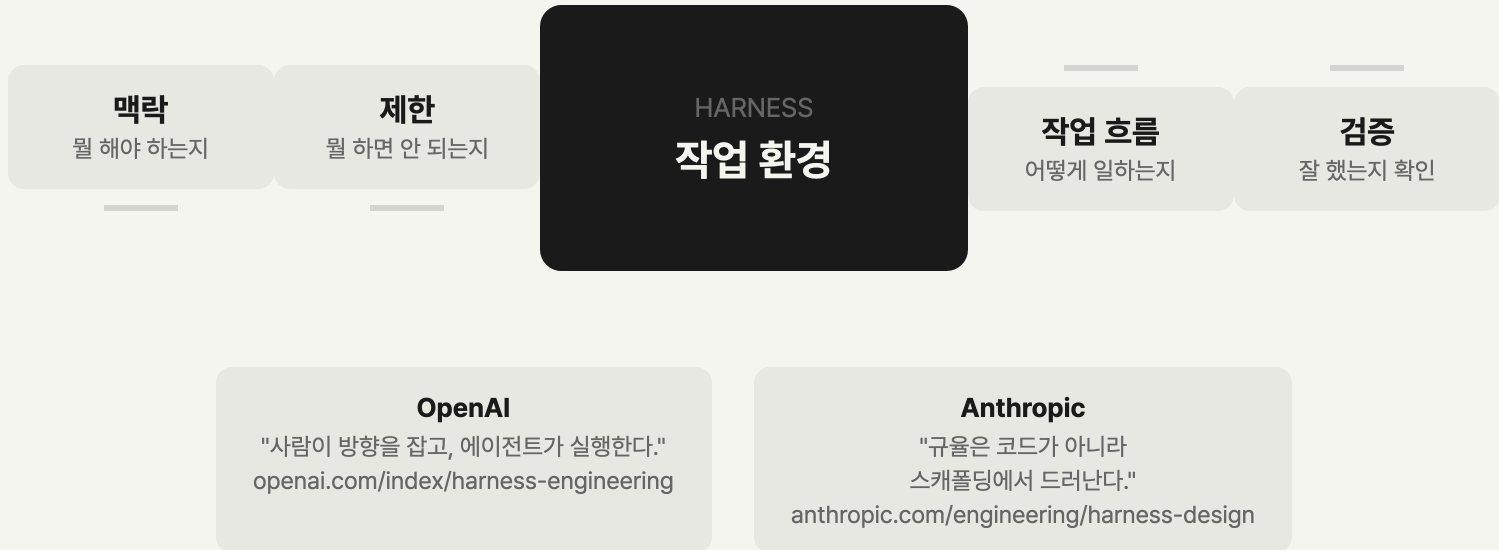 맥락
뭘 해야 하는지
제한
뭘 하면 안 되는지
HARNESS
작업 환경
작업 흐름
어떻게 일하는지
검증
잘 했는지 확인
OpenAI
"사람이 방향을 잡고, 에이전트가 실행한다."
openai.com/index/harness-engineering
Anthropic
"규율은 코드가 아니라
스캐폴딩에서 드러난다."
anthropic.com/engineering/harness-design